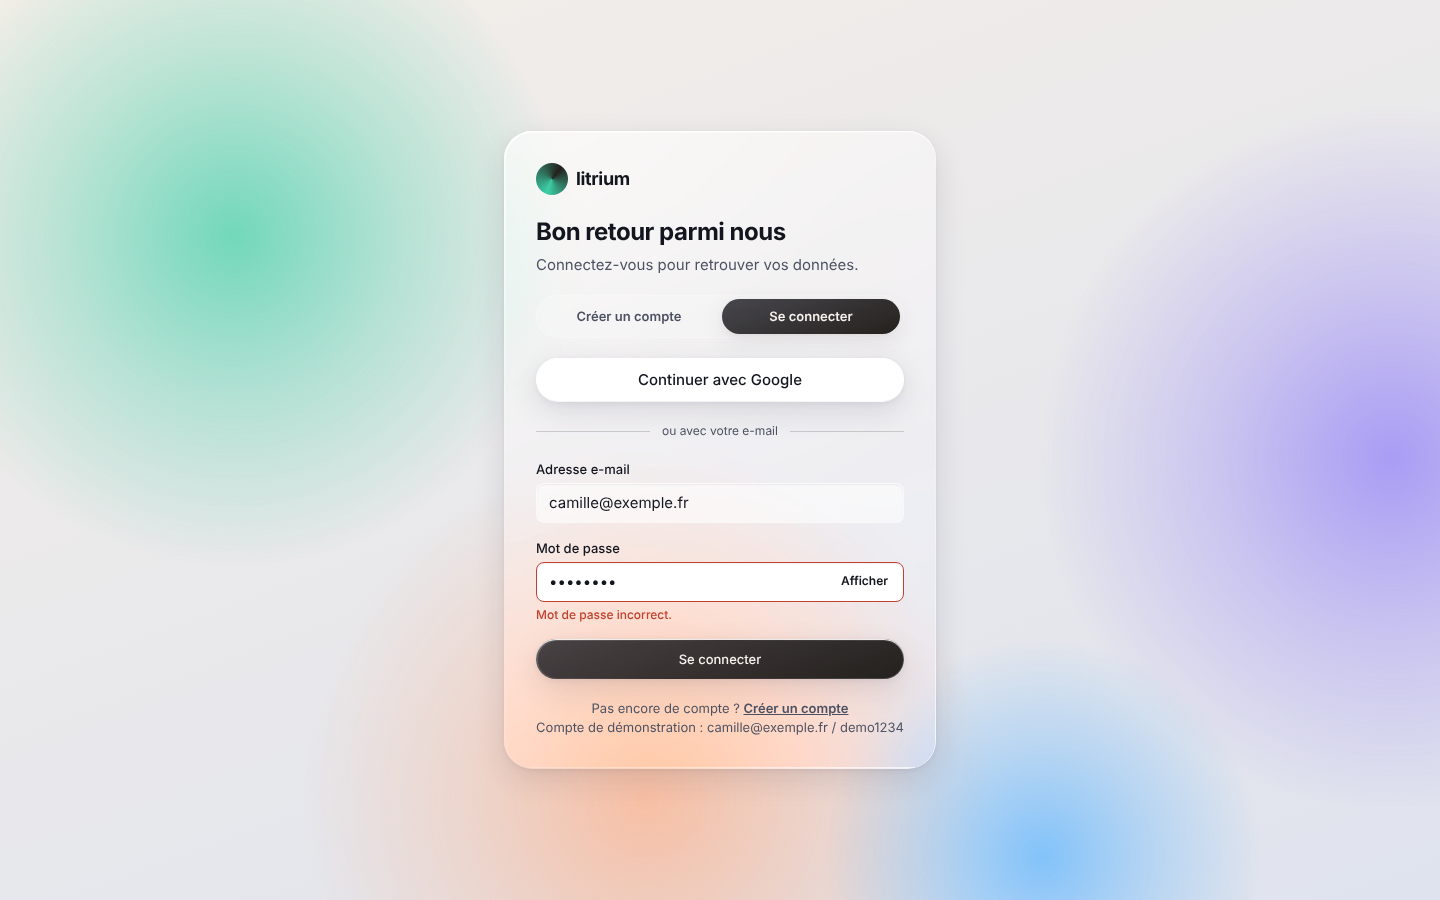 litrium
Bon retour parmi nous
Connectez-vous pour retrouver vos données.
Créer un compte
Se connecter
Continuer avec Google
ou avec votre e-mail
Adresse e-mail
camille@exemple.fr
Mot de passe
••••••••
Afficher
Mot de passe incorrect.
Se connecter
Pas encore de compte ? Créer un compte
Compte de démonstration : camille@exemple.fr / demo1234